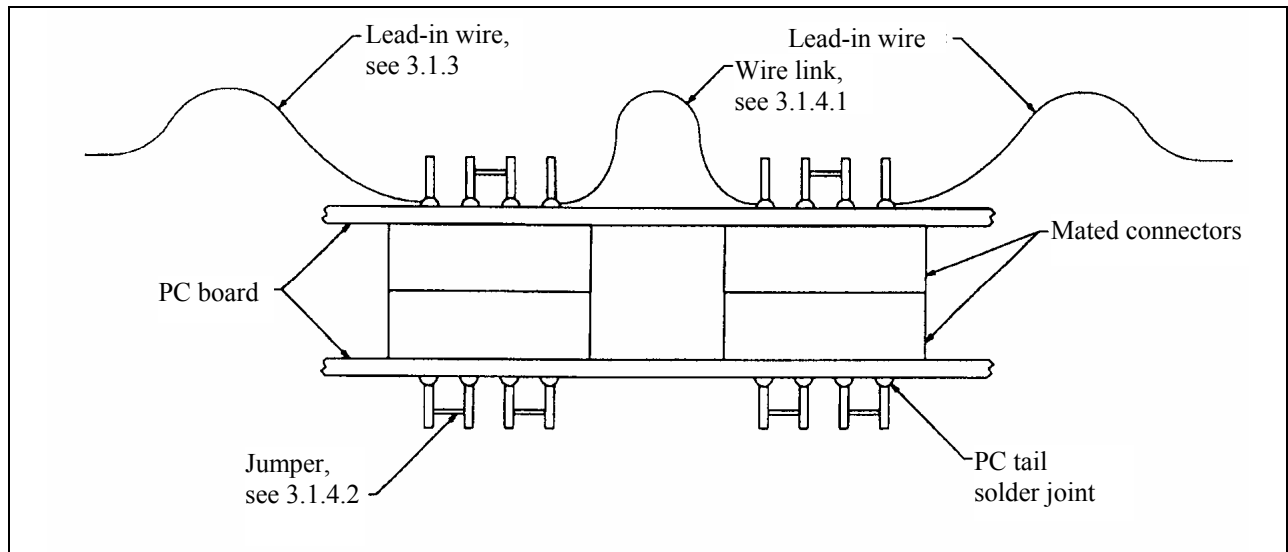 Lead-in wire,
see 3.1.3
Lead-in wire
Wire link,
see 3.1.4.1
Mated connectors
PC board
Jumper,
see 3.1.4.2
PC tail
solder joint